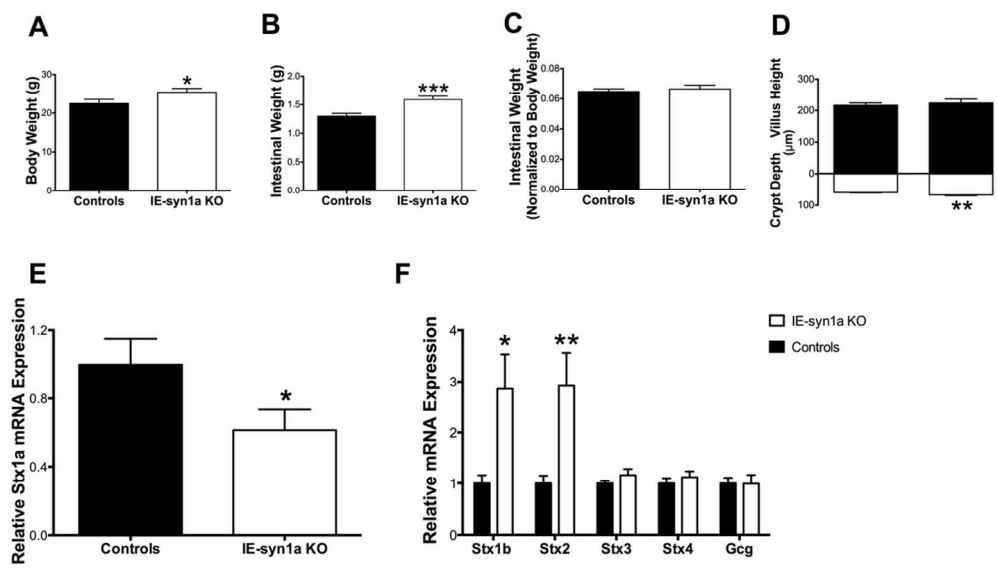 A
Body Weight (g)
30
20
10
0
*
Controls
IE-syn1a KO
B
Intestinal Weight (g)
2.0
1.5
1.0
0.5
0.0
***
Controls
IE-syn1a KO
C
Intestinal Weight
(Normalized to Body Weight)
0.08
0.06
0.04
0.02
0.00
Controls
IE-syn1a KO
D
Crypt Depth Villus Height
(μm)
300
200
100
0
100
**
E
Relative Stx1a mRNA Expression
1.2
0.8
0.4
0.0
*
Controls
IE-syn1a KO
F
Relative mRNA Expression
4
3
2
1
0
*
**
Stx1b
Stx2
Stx3
Stx4
Gcg
IE-syn1a KO
Controls